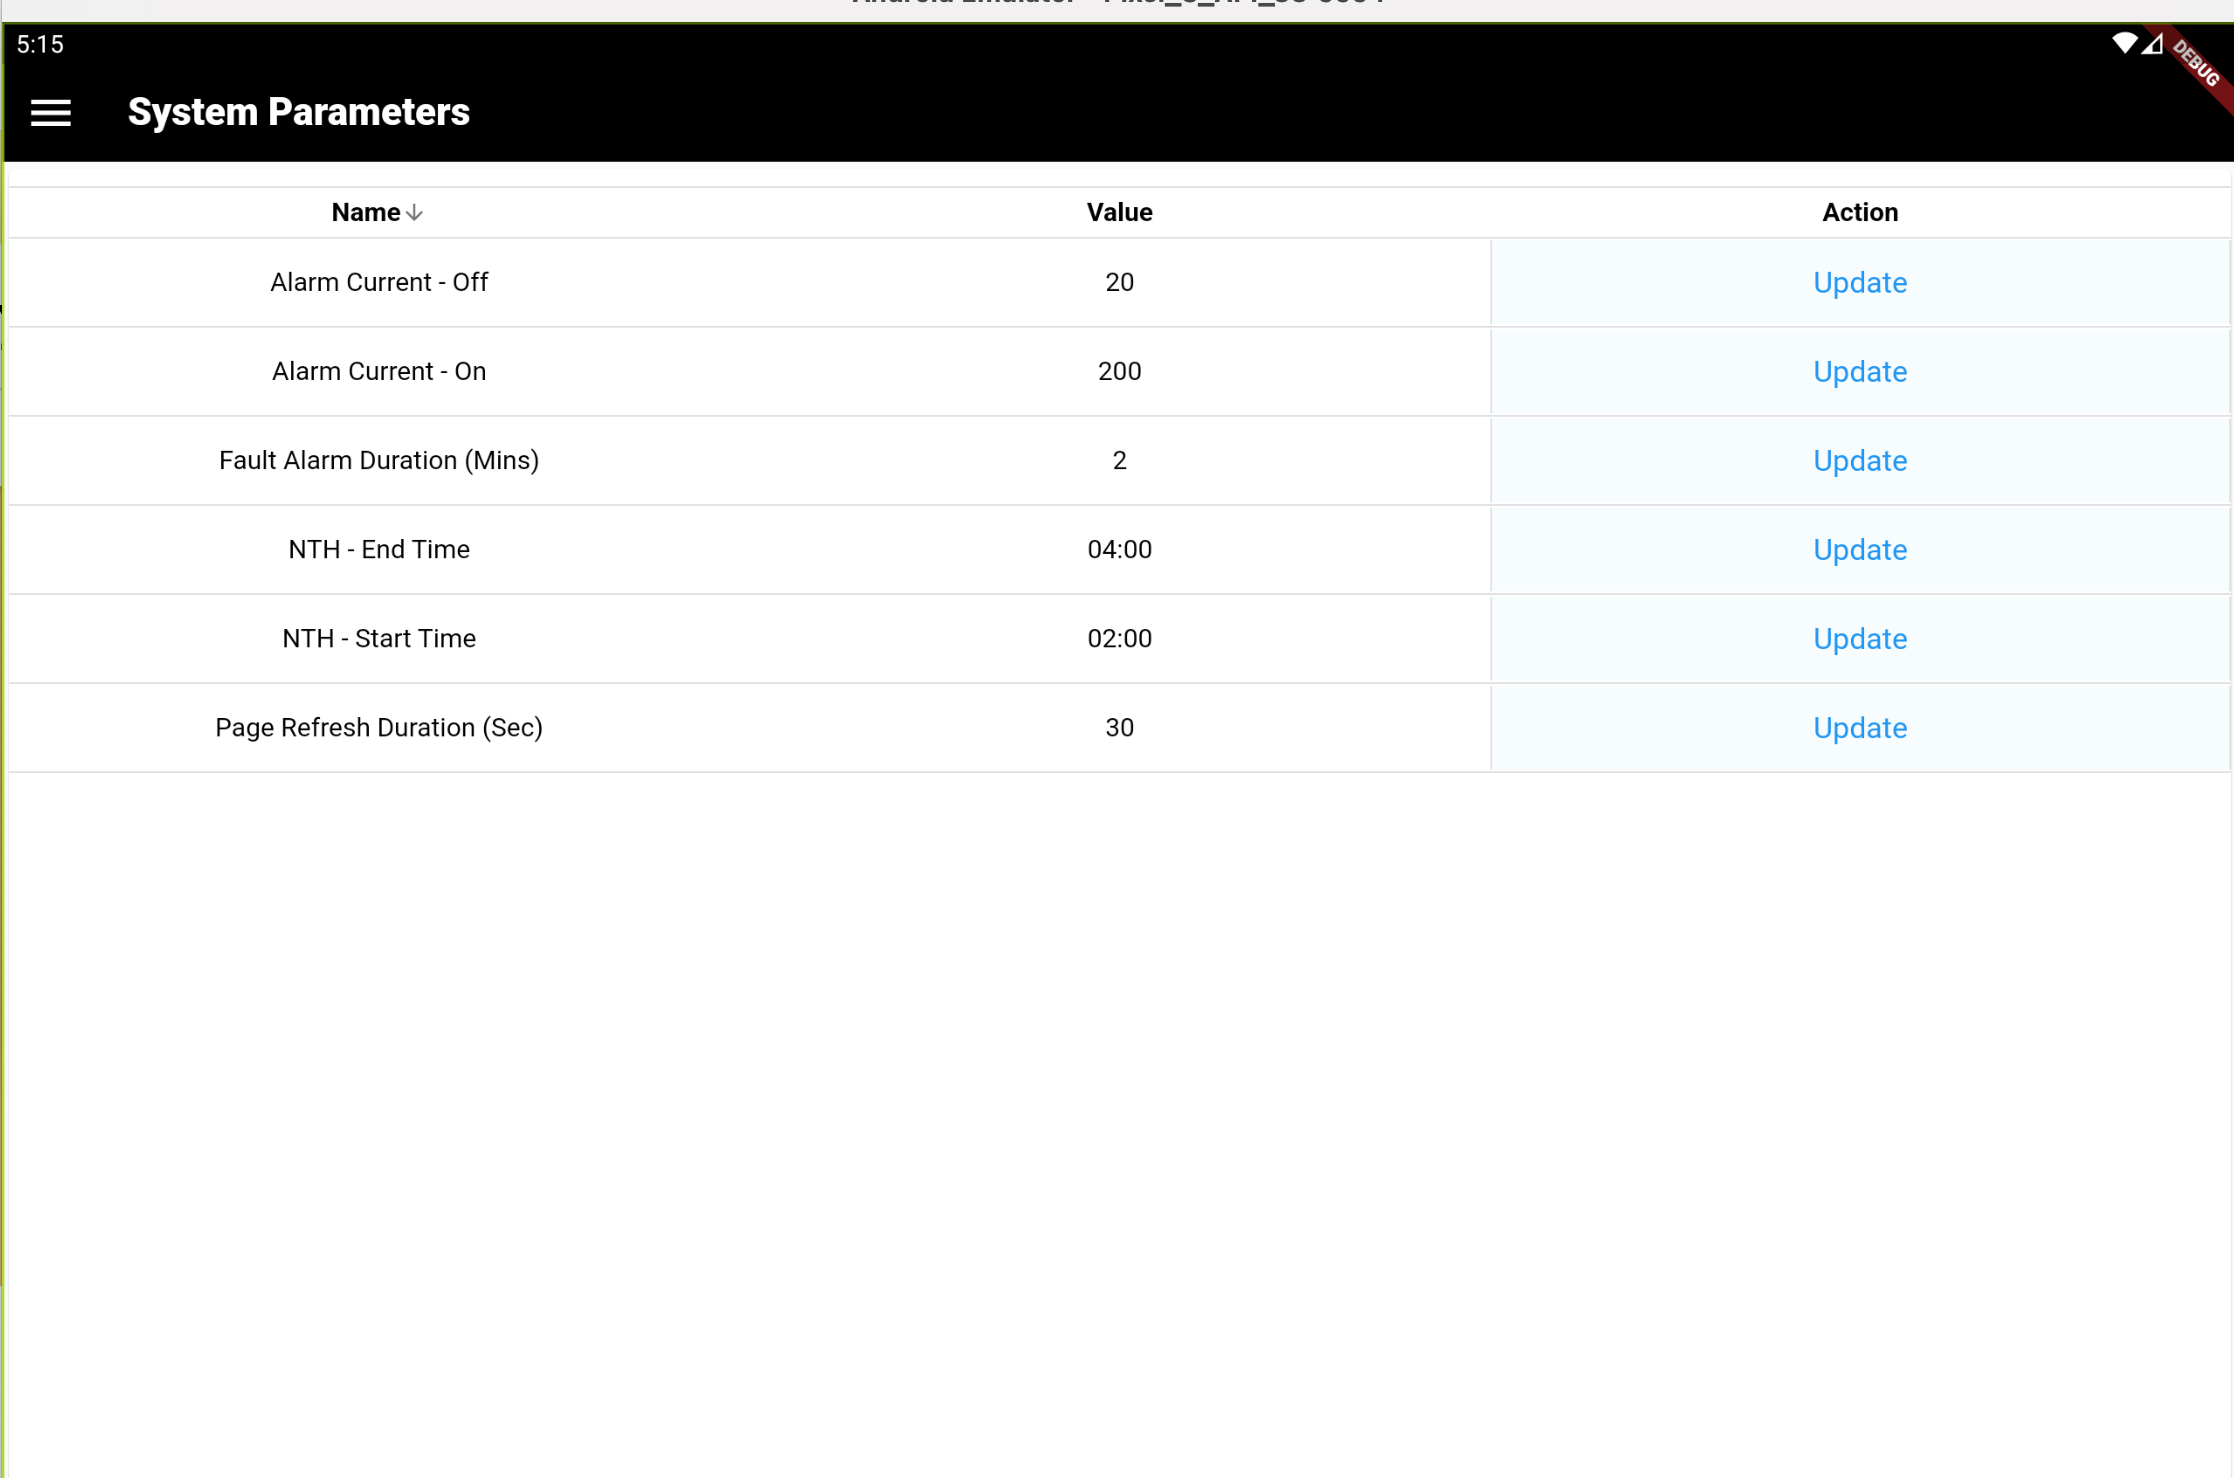 5:15
DEBUG
System Parameters
Name Value Action
Alarm Current - Off 20 Update
Alarm Current - On 200 Update
Fault Alarm Duration (Mins) 2 Update
NTH - End Time 04:00 Update
NTH - Start Time 02:00 Update
Page Refresh Duration (Sec) 30 Update